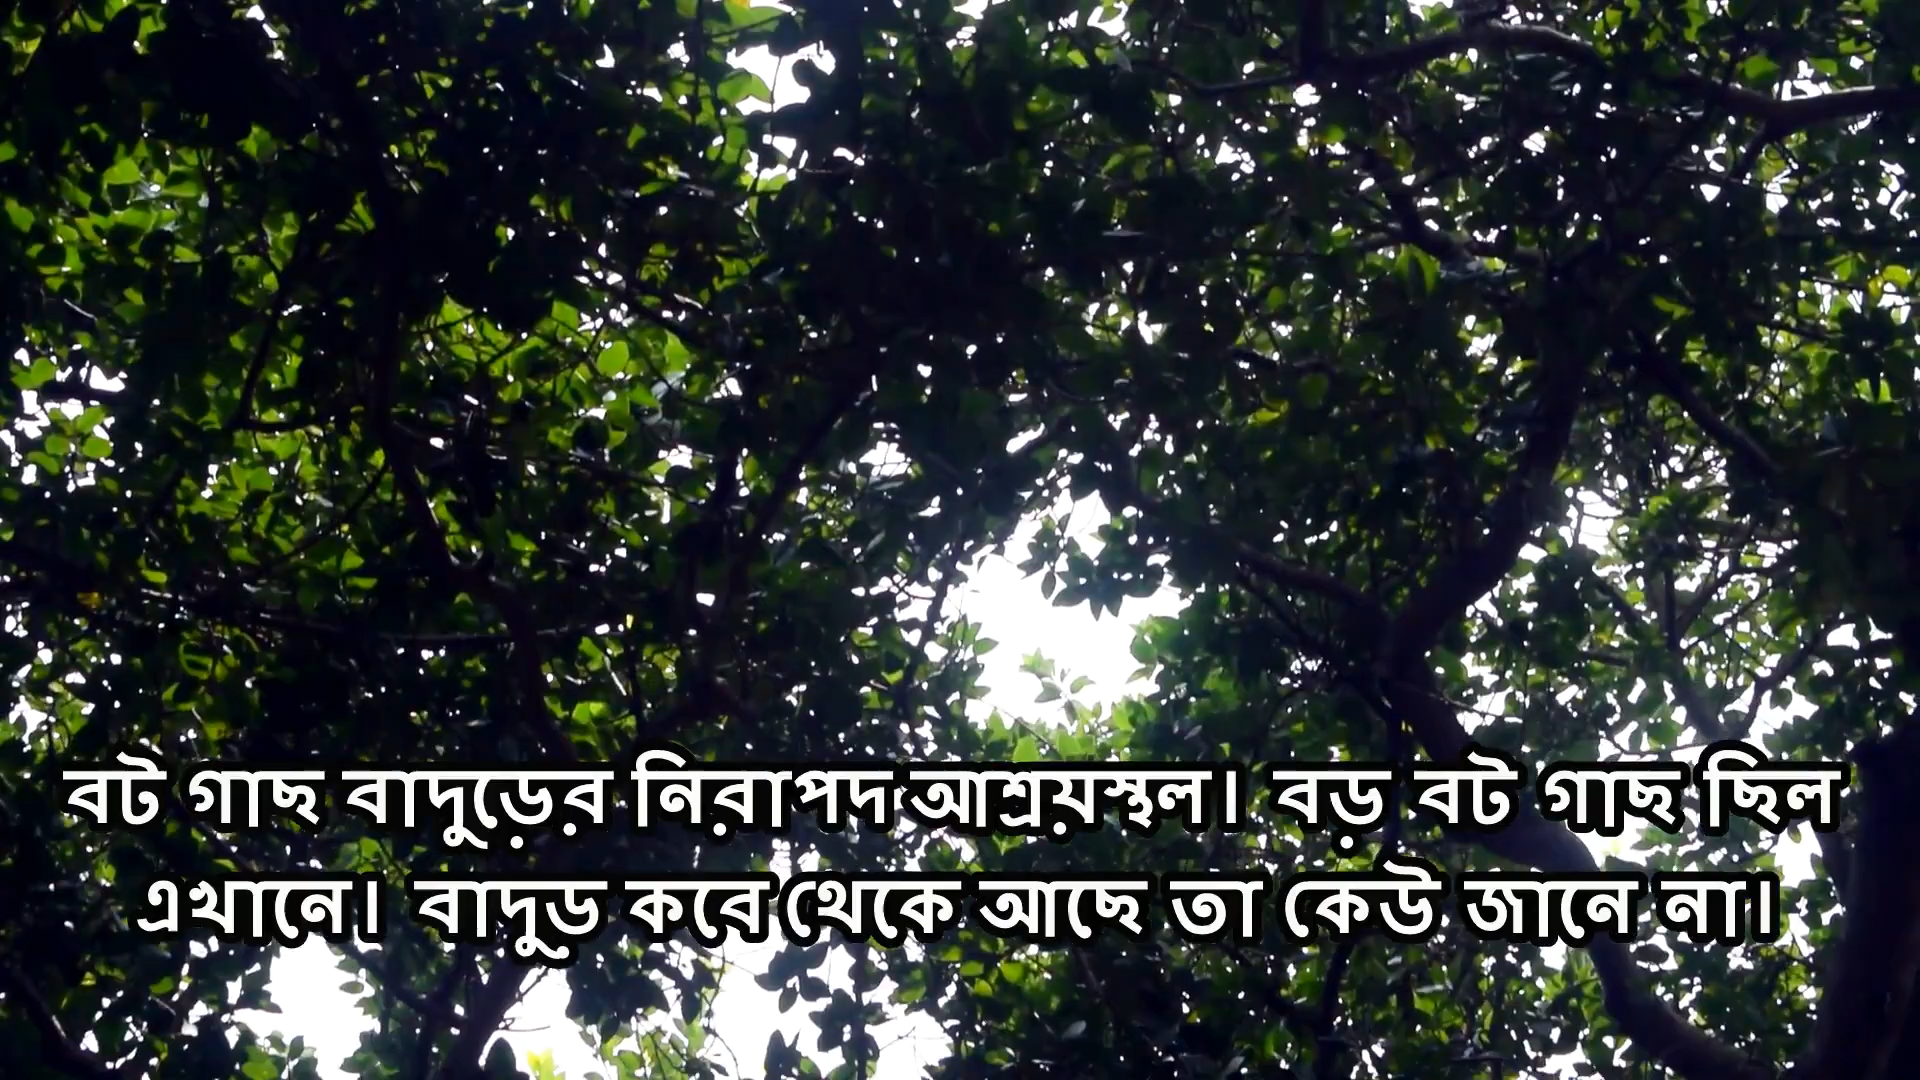 বট গাছ বাদুড়ের নিরাপদ আশ্রয়স্থল। বড় বট গাছ ছিল
এখানে। বাদুড কবে থেকে আছে তা কেউ জানে না।